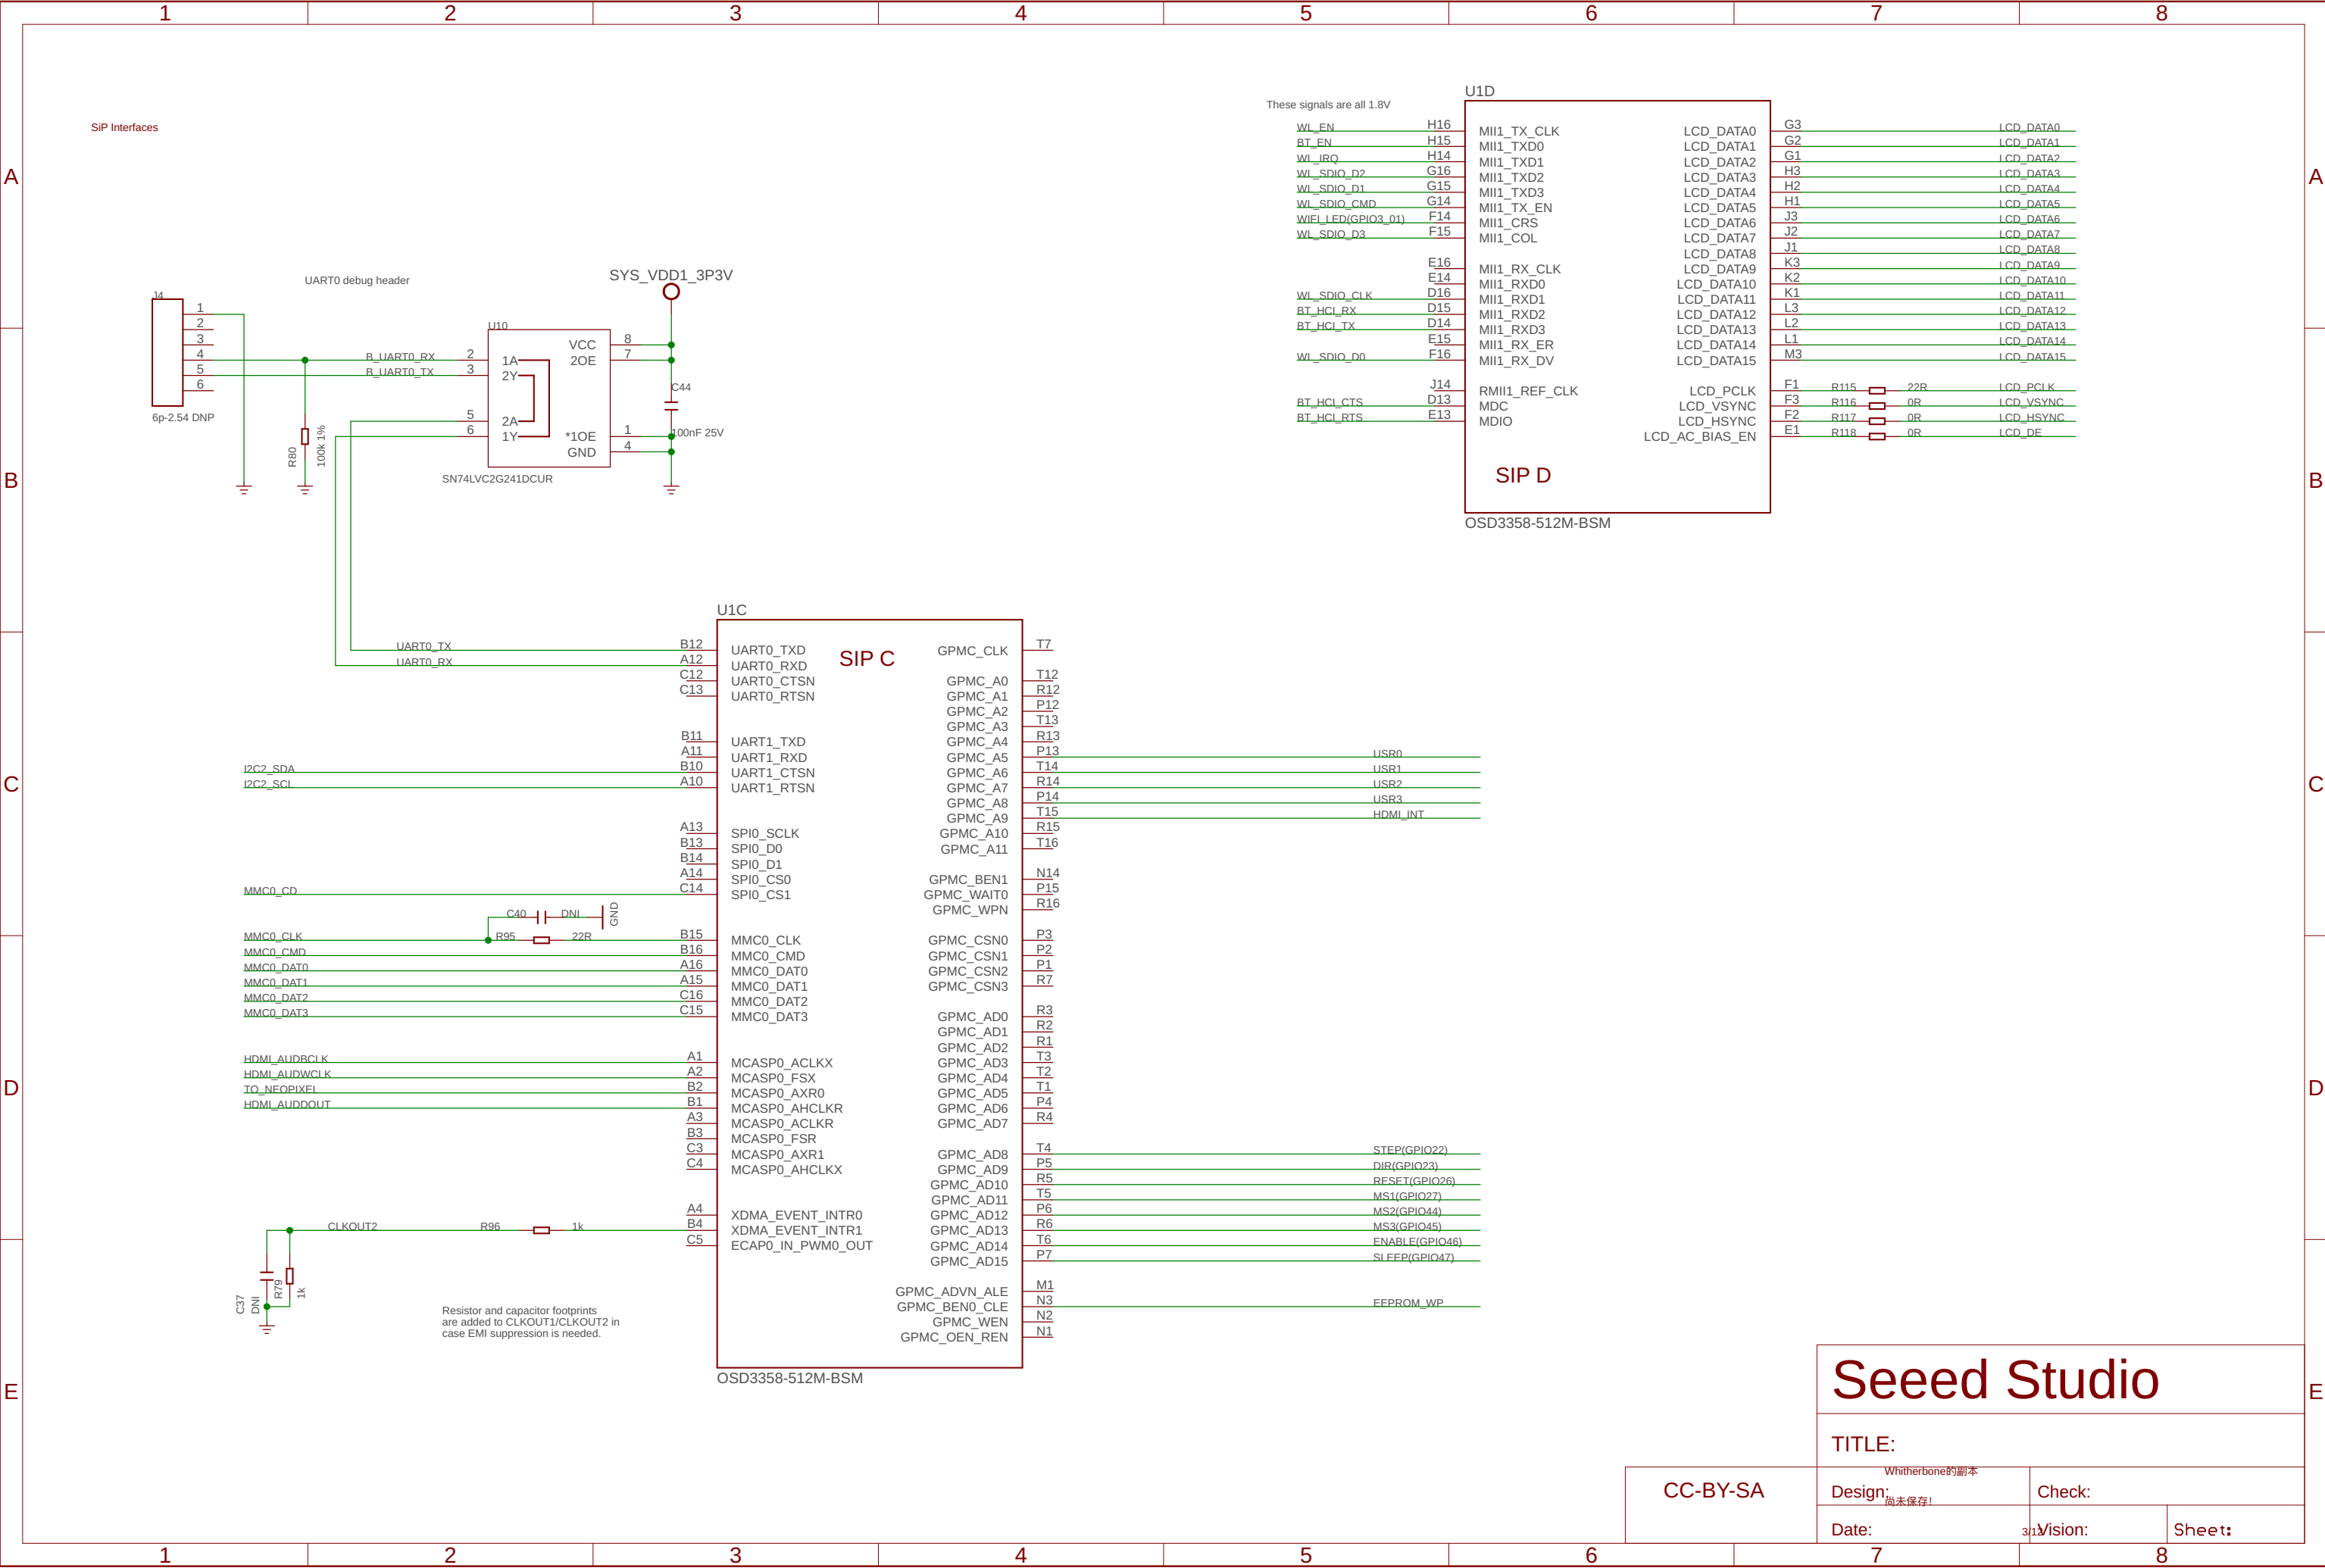 1 2 3 4 5 6 7 8
A A
B B
C C
D D
E E
SiP Interfaces
UART0 debug header
J4
1
2
3
4
5
6
6p-2.54 DNP
B_UART0_RX
B_UART0_TX
R80
100k 1%
SYS_VDD1_3P3V
U10
2 1A VCC 8
3 2Y 2OE 7
5 2A
6 1Y *1OE 1
GND 4
SN74LVC2G241DCUR
C44
100nF 25V
These signals are all 1.8V
U1D
WL_EN H16 MII1_TX_CLK LCD_DATA0 G3 LCD_DATA0
BT_EN H15 MII1_TXD0 LCD_DATA1 G2 LCD_DATA1
WL_IRQ H14 MII1_TXD1 LCD_DATA2 G1 LCD_DATA2
WL_SDIO_D2 G16 MII1_TXD2 LCD_DATA3 H3 LCD_DATA3
WL_SDIO_D1 G15 MII1_TXD3 LCD_DATA4 H2 LCD_DATA4
WL_SDIO_CMD G14 MII1_TX_EN LCD_DATA5 H1 LCD_DATA5
WIFI_LED(GPIO3_01) F14 MII1_CRS LCD_DATA6 J3 LCD_DATA6
WL_SDIO_D3 F15 MII1_COL LCD_DATA7 J2 LCD_DATA7
LCD_DATA8 J1 LCD_DATA8
E16 MII1_RX_CLK LCD_DATA9 K3 LCD_DATA9
E14 MII1_RXD0 LCD_DATA10 K2 LCD_DATA10
WL_SDIO_CLK D16 MII1_RXD1 LCD_DATA11 K1 LCD_DATA11
BT_HCI_RX D15 MII1_RXD2 LCD_DATA12 L3 LCD_DATA12
BT_HCI_TX D14 MII1_RXD3 LCD_DATA13 L2 LCD_DATA13
E15 MII1_RX_ER LCD_DATA14 L1 LCD_DATA14
WL_SDIO_D0 F16 MII1_RX_DV LCD_DATA15 M3 LCD_DATA15
J14 RMII1_REF_CLK LCD_PCLK F1 R115 22R LCD_PCLK
BT_HCI_CTS D13 MDC LCD_VSYNC F3 R116 0R LCD_VSYNC
BT_HCI_RTS E13 MDIO LCD_HSYNC F2 R117 0R LCD_HSYNC
LCD_AC_BIAS_EN E1 R118 0R LCD_DE
SIP D
OSD3358-512M-BSM
U1C
SIP C
UART0_TX B12 UART0_TXD GPMC_CLK T7
UART0_RX A12 UART0_RXD
C12 UART0_CTSN GPMC_A0 T12
C13 UART0_RTSN GPMC_A1 R12
GPMC_A2 P12
GPMC_A3 T13
B11 UART1_TXD GPMC_A4 R13
A11 UART1_RXD GPMC_A5 P13 USR0
I2C2_SDA B10 UART1_CTSN GPMC_A6 T14 USR1
I2C2_SCL A10 UART1_RTSN GPMC_A7 R14 USR2
GPMC_A8 P14 USR3
GPMC_A9 T15 HDMI_INT
A13 SPI0_SCLK GPMC_A10 R15
B13 SPI0_D0 GPMC_A11 T16
B14 SPI0_D1
A14 SPI0_CS0 GPMC_BEN1 N14
MMC0_CD C14 SPI0_CS1 GPMC_WAIT0 P15
C40 DNI GND GPMC_WPN R16
MMC0_CLK R95 22R B15 MMC0_CLK GPMC_CSN0 P3
MMC0_CMD B16 MMC0_CMD GPMC_CSN1 P2
MMC0_DAT0 A16 MMC0_DAT0 GPMC_CSN2 P1
MMC0_DAT1 A15 MMC0_DAT1 GPMC_CSN3 R7
MMC0_DAT2 C16 MMC0_DAT2
MMC0_DAT3 C15 MMC0_DAT3 GPMC_AD0 R3
GPMC_AD1 R2
GPMC_AD2 R1
HDMI_AUDBCLK A1 MCASP0_ACLKX GPMC_AD3 T3
HDMI_AUDWCLK A2 MCASP0_FSX GPMC_AD4 T2
TO_NEOPIXEL B2 MCASP0_AXR0 GPMC_AD5 T1
HDMI_AUDDOUT B1 MCASP0_AHCLKR GPMC_AD6 P4
A3 MCASP0_ACLKR GPMC_AD7 R4
B3 MCASP0_FSR
C3 MCASP0_AXR1 GPMC_AD8 T4 STEP(GPIO22)
C4 MCASP0_AHCLKX GPMC_AD9 P5 DIR(GPIO23)
GPMC_AD10 R5 RESET(GPIO26)
GPMC_AD11 T5 MS1(GPIO27)
A4 XDMA_EVENT_INTR0 GPMC_AD12 P6 MS2(GPIO44)
CLKOUT2 R96 1k B4 XDMA_EVENT_INTR1 GPMC_AD13 R6 MS3(GPIO45)
C5 ECAP0_IN_PWM0_OUT GPMC_AD14 T6 ENABLE(GPIO46)
GPMC_AD15 P7 SLEEP(GPIO47)
GPMC_ADVN_ALE M1
GPMC_BEN0_CLE N3 EEPROM_WP
GPMC_WEN N2
GPMC_OEN_REN N1
C37
DNI
R79
1k
Resistor and capacitor footprints
are added to CLKOUT1/CLKOUT2 in
case EMI suppression is needed.
OSD3358-512M-BSM
Seeed Studio
TITLE:
Whitherbone的副本
CC-BY-SA
Design: Check:
尚未保存!
Date: 3/12 Vision: Sheet:
1 2 3 4 5 6 7 8